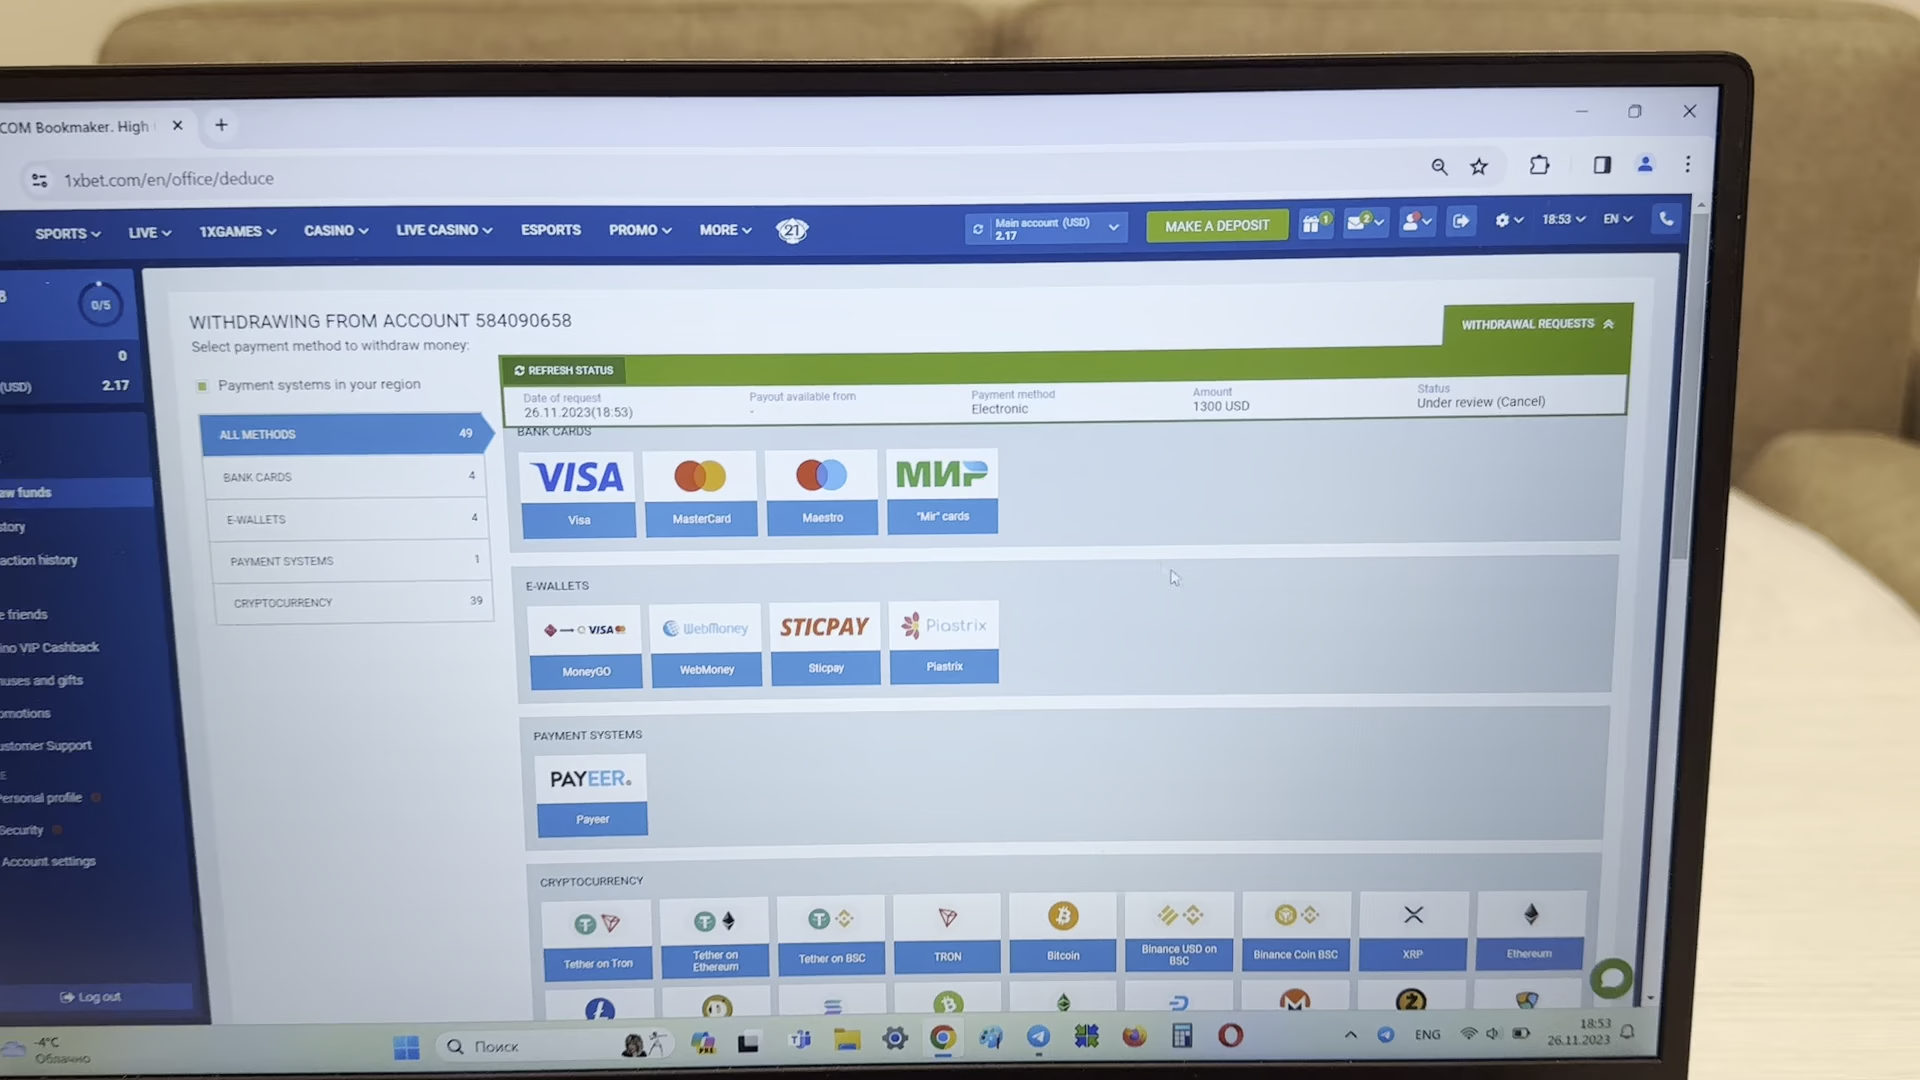 COM Bookmaker. High
1xbet.com/en/office/deduce
SPORTS LIVE 1XGAMES CASINO LIVE CASINO ESPORTS PROMO MORE 21
Main account (USD)
2.17
MAKE A DEPOSIT
1
2
18:53
EN
0/5
0
(USD) 2.17
aw funds
story
action history
e friends
ino VIP Cashback
nuses and gifts
omotions
ustomer Support
E
Personal profile
Security
Account settings
Log out
WITHDRAWING FROM ACCOUNT 584090658
Select payment method to withdraw money:
Payment systems in your region
ALL METHODS 49
BANK CARDS 4
E-WALLETS 4
PAYMENT SYSTEMS 1
CRYPTOCURRENCY 39
WITHDRAWAL REQUESTS
REFRESH STATUS
Date of request Payout available from Payment method Amount Status
26.11.2023(18:53) - Electronic 1300 USD Under review (Cancel)
BANK CARDS
VISA МИР
Visa MasterCard Maestro "Mir" cards
E-WALLETS
VISA WebMoney STICPAY Piastrix
MoneyGO WebMoney Sticpay Piastrix
PAYMENT SYSTEMS
PAYEER
Payeer
CRYPTOCURRENCY
Tether on Tron
Tether on
Ethereum
Tether on BSC
TRON
Bitcoin
Binance USD on
BSC
Binance Coin BSC
XRP
Ethereum
-4°C
Облачно
Поиск
PRE
ENG
18:53
26.11.2023